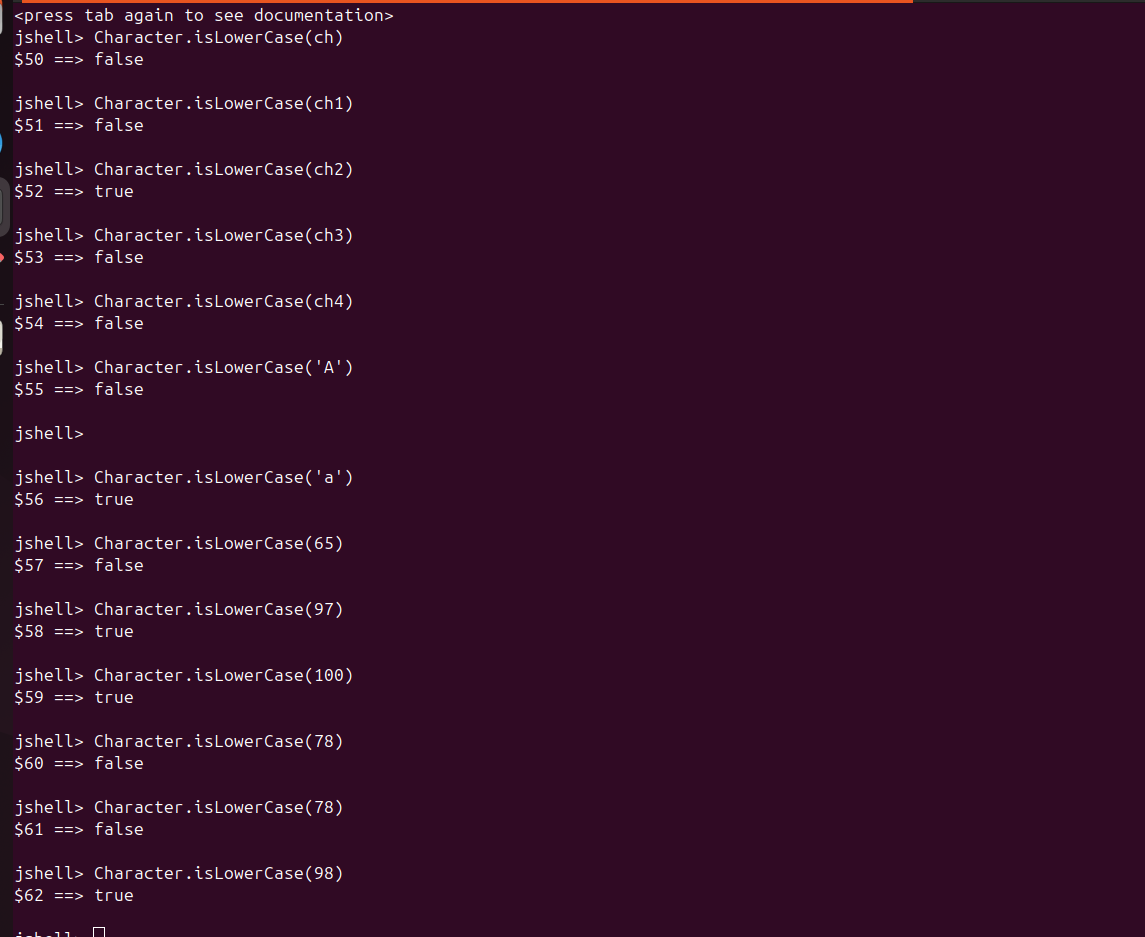 <press tab again to see documentation>
jshell> Character.isLowerCase(ch)
$50 ==> false
jshell> Character.isLowerCase(ch1)
$51 ==> false
jshell> Character.isLowerCase(ch2)
$52 ==> true
jshell> Character.isLowerCase(ch3)
$53 ==> false
jshell> Character.isLowerCase(ch4)
$54 ==> false
jshell> Character.isLowerCase('A')
$55 ==> false
jshell>
jshell> Character.isLowerCase('a')
$56 ==> true
jshell> Character.isLowerCase(65)
$57 ==> false
jshell> Character.isLowerCase(97)
$58 ==> true
jshell> Character.isLowerCase(100)
$59 ==> true
jshell> Character.isLowerCase(78)
$60 ==> false
jshell> Character.isLowerCase(78)
$61 ==> false
jshell> Character.isLowerCase(98)
$62 ==> true
jshell>